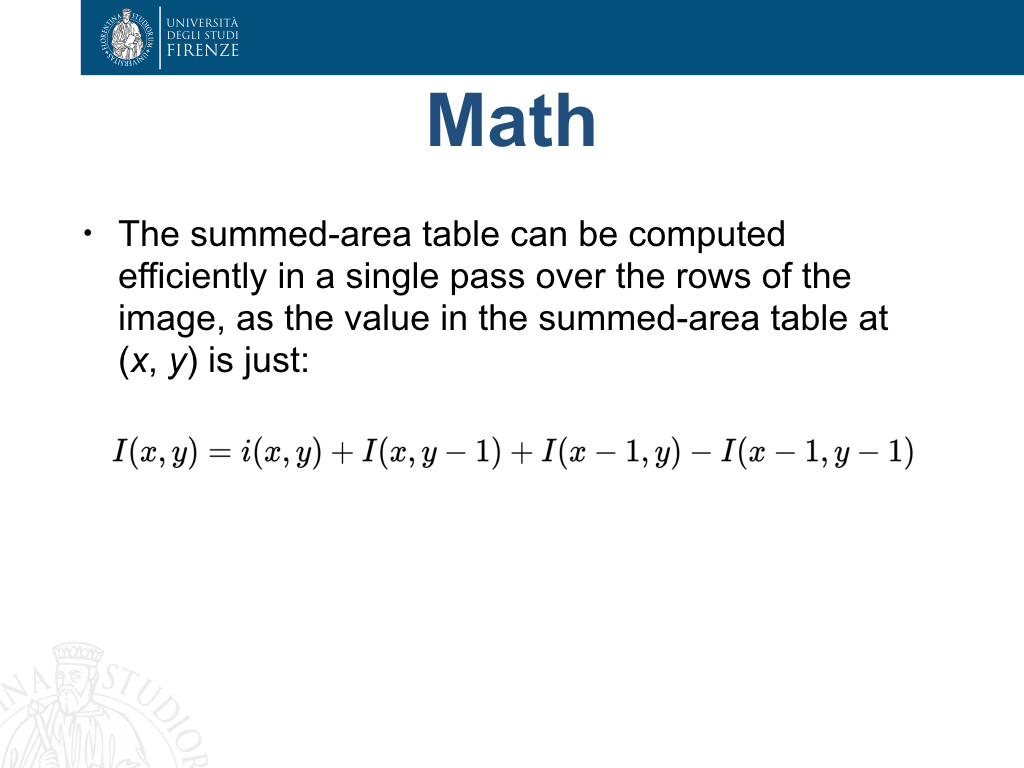 UNIVERSITÀ
DEGLI STUDI
FIRENZE
Math
• The summed-area table can be computed
efficiently in a single pass over the rows of the
image, as the value in the summed-area table at
(x, y) is just:
I(x, y) = i(x, y) + I(x, y − 1) + I(x − 1, y) − I(x − 1, y − 1)